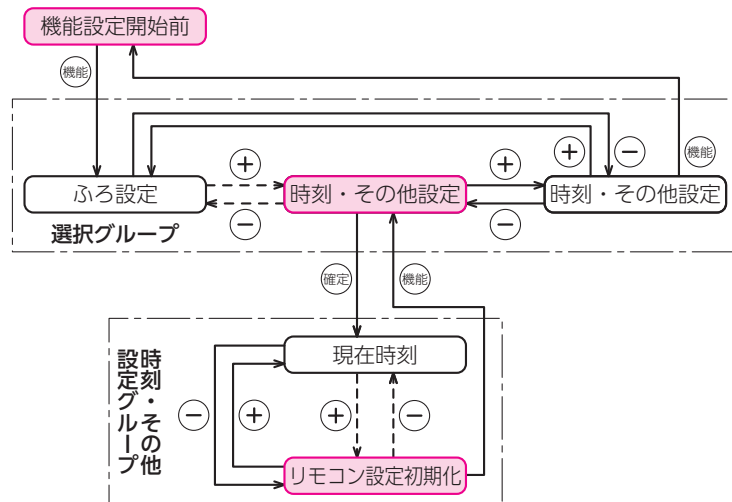 機能設定開始前
機能
+ −
機能
ふろ設定
+
−
時刻・その他設定
+
−
時刻・その他設定
選択グループ
確定
機能
時刻・その他
設定グループ
現在時刻
− + + −
リモコン設定初期化